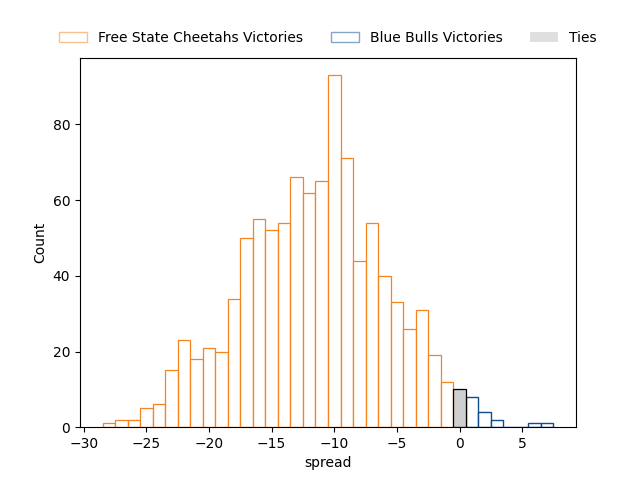 Free State Cheetahs Victories Blue Bulls Victories Ties
80
60
40
20
0
Count
−30 −25 −20 −15 −10 −5 0 5
spread